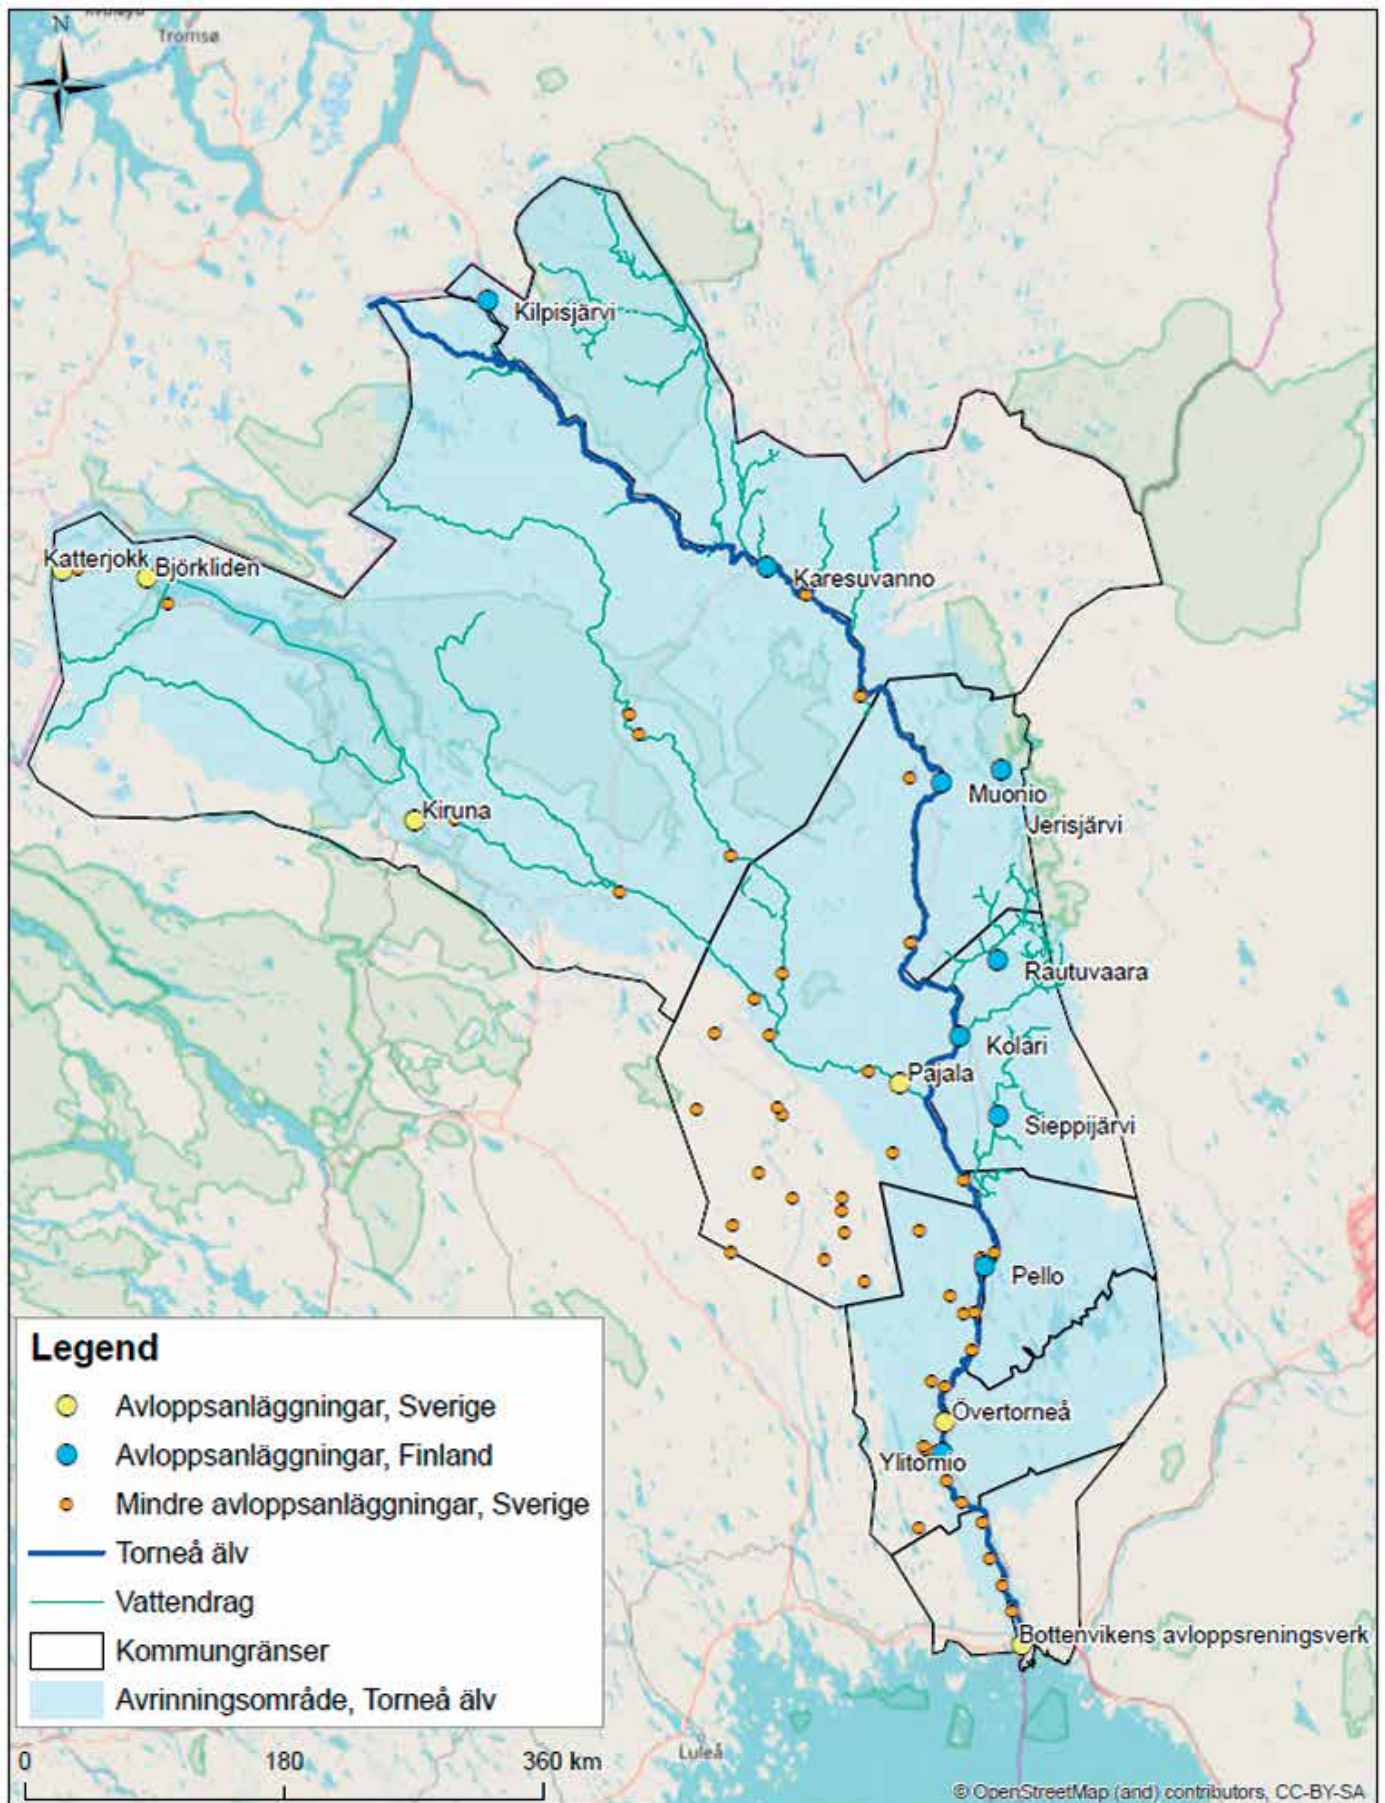 N
Tromsø
Kilpisjärvi
Katterjokk
Björkliden
Karesuvanno
Kiruna
Muonio
Jerisjärvi
Rautuvaara
Kolari
Pajala
Sieppijärvi
Pello
Övertorneå
Ylitornio
Bottenvikens avloppsreningsverk
Luleå
Legend
Avloppsanläggningar, Sverige
Avloppsanläggningar, Finland
Mindre avloppsanläggningar, Sverige
Torneå älv
Vattendrag
Kommungränser
Avrinningsområde, Torneå älv
0 180 360 km
© OpenStreetMap (and) contributors, CC-BY-SA